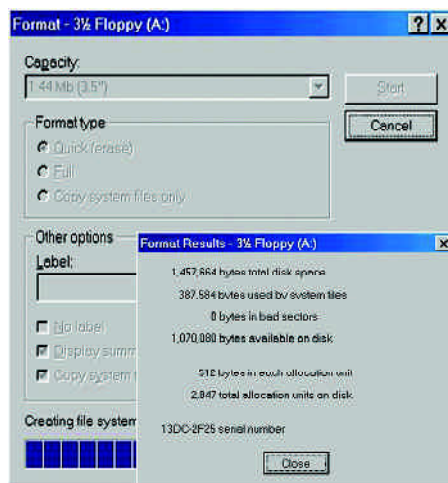 Format - 3½ Floppy (A:)
Capacity:
1.44 Mb (3.5")
Start
Cancel
Format type
Quick (erase)
Full
Copy system files only
Other options
Label:
No label
Display summ
Copy system
Creating file system
Format Results - 3½ Floppy (A:)
1,457,664 bytes total disk space
387,584 bytes used by system files
0 bytes in bad sectors
1,070,080 bytes available on disk
512 bytes in each allocation unit
2,847 total allocation units on disk
13DC-2F25 serial number
Close